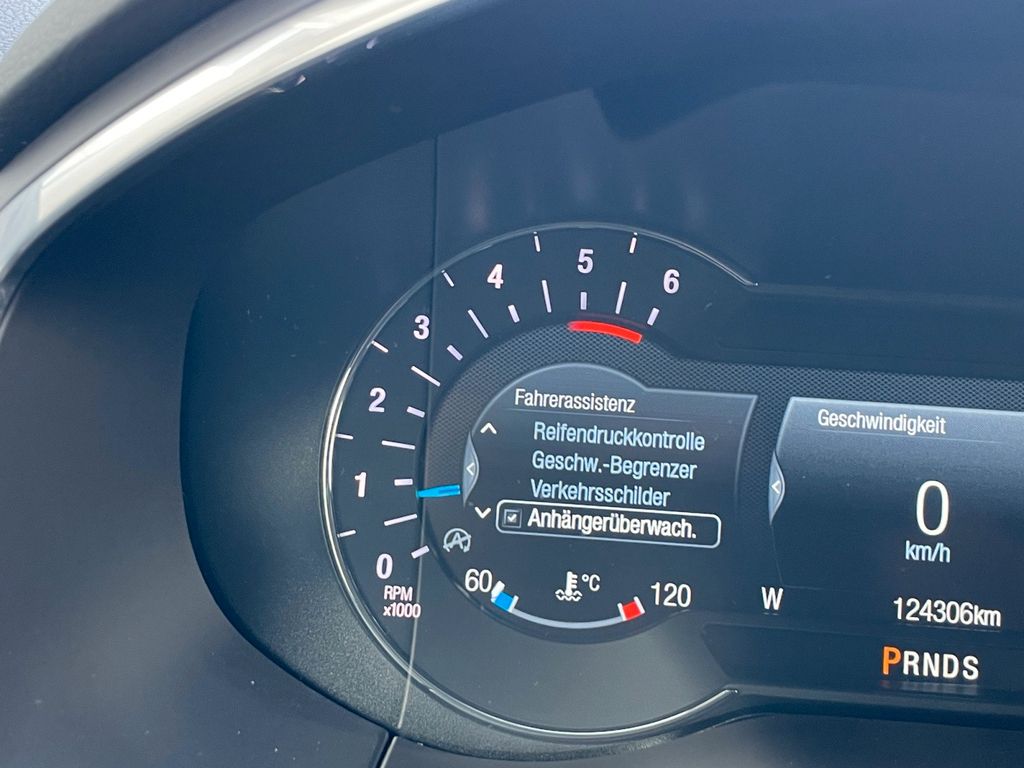 5
4
6
3
2
1
0
RPM
x1000
Fahrerassistenz
Reifendruckkontrolle
Geschw.-Begrenzer
Verkehrsschilder
Anhängerüberwach.
60
°C
120
Geschwindigkeit
0
km/h
W
124306km
PRNDS